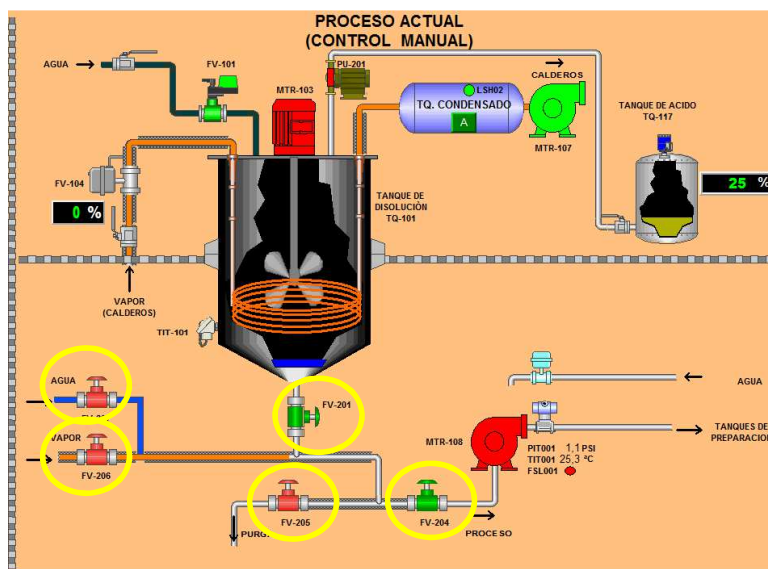 PROCESO ACTUAL
(CONTROL MANUAL)
AGUA
FV-101
MTR-103
PU-201
LSH02
CALDEROS
TQ. CONDENSADO
A
MTR-107
TANQUE DE ACIDO
TQ-117
25 %
FV-104
0 %
TANQUE DE
DISOLUCIÓN
TQ-101
VAPOR
(CALDEROS)
TIT-101
AGUA
FV-201
VAPOR
FV-206
AGUA
MTR-108
TANQUES DE
PREPARACIO
PIT001 1,1 PSI
TIT001 25,3 ºC
FSL001
FV-205
FV-204
PURG
PROCESO